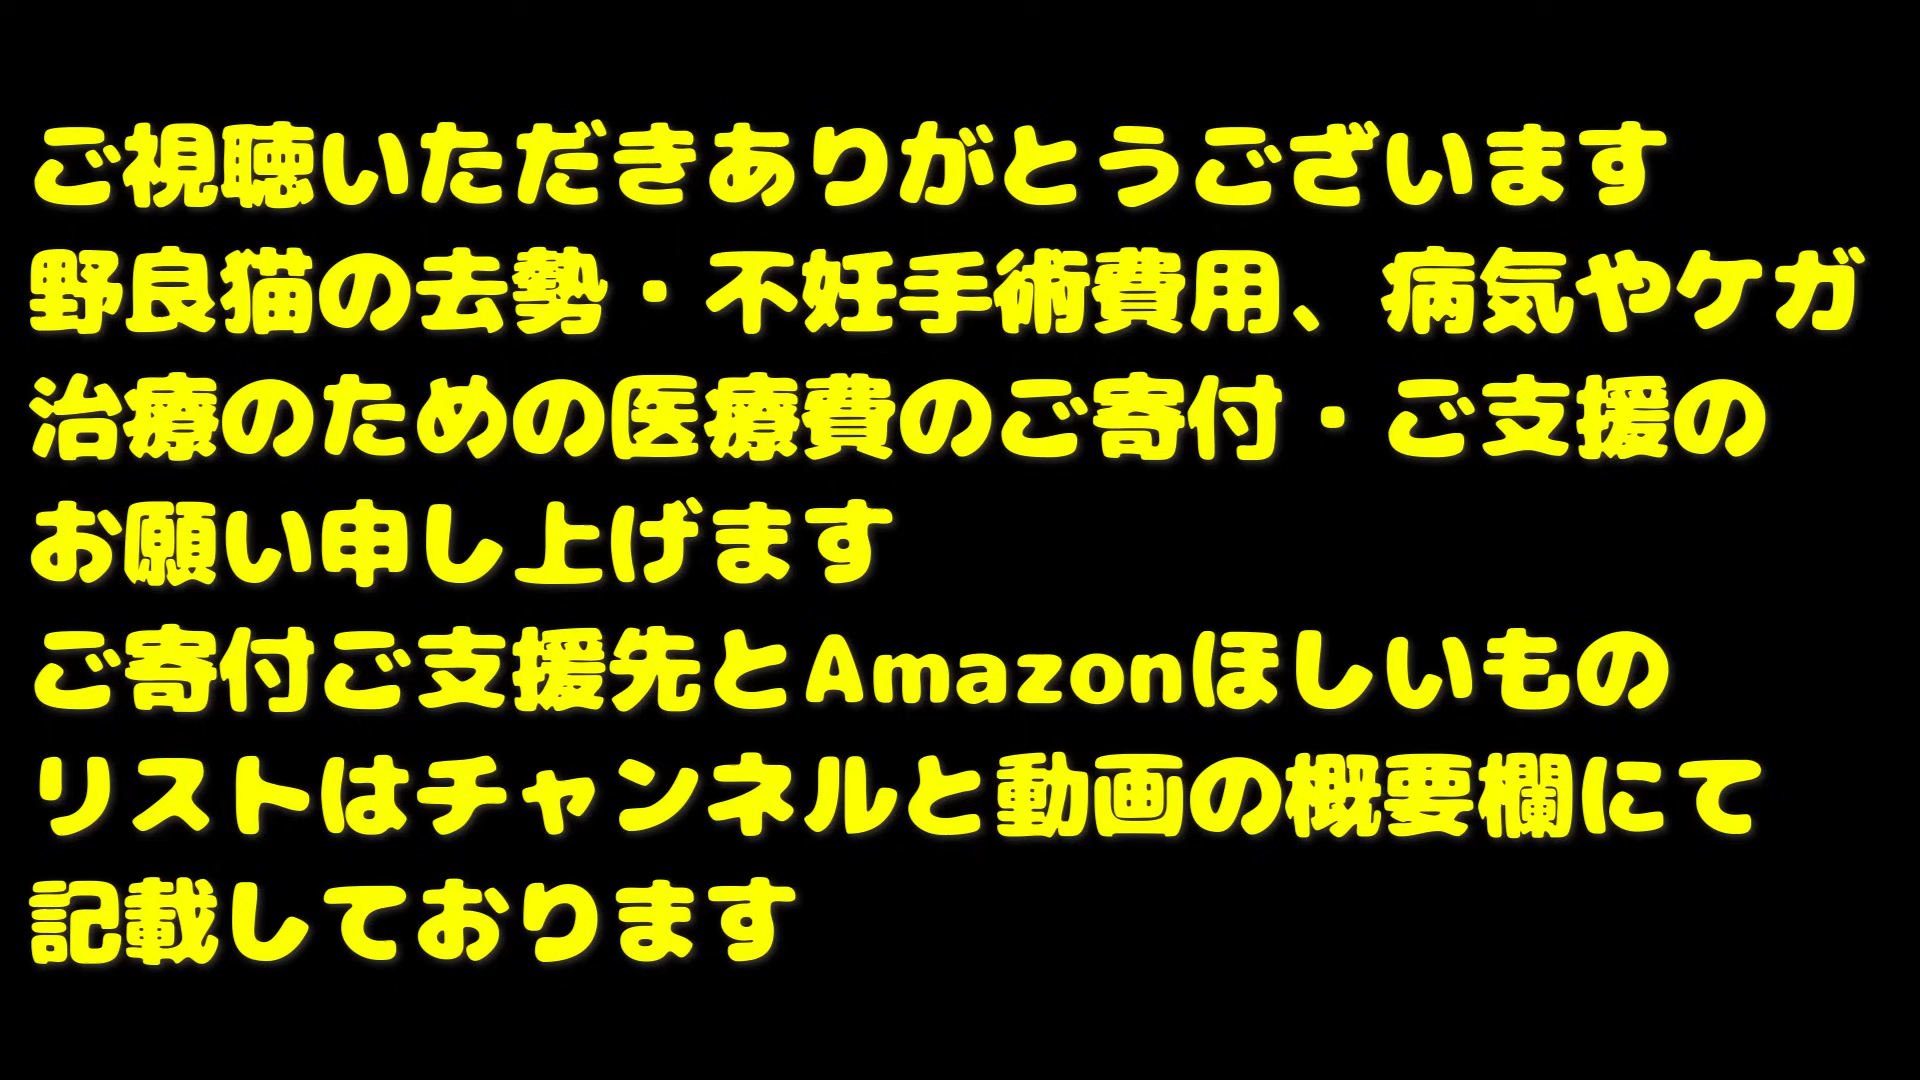 ご視聴いただきありがとうございます
野良猫の去勢・不妊手術費用、病気やケガ
治療のための医療費のご寄付・ご支援の
お願い申し上げます
ご寄付ご支援先とAmazonほしいもの
リストはチャンネルと動画の概要欄にて
記載しております